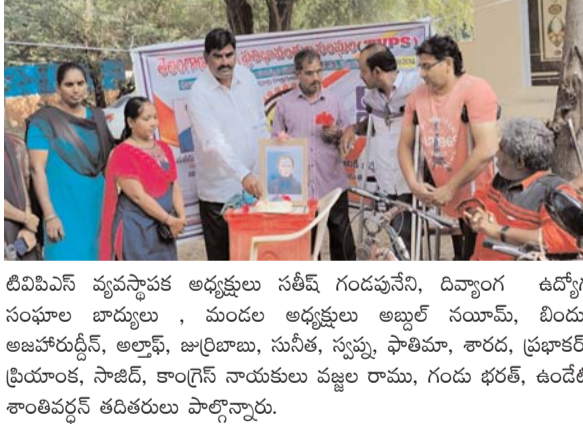 (TVPS)
టివిపిఎస్ వ్యవస్థాపక అధ్యక్షులు సతీష్ గండపునేని, దివ్యాంగ ఉద్యోగ
సంఘాల బాధ్యులు , మండల అధ్యక్షులు అబ్దుల్ నయీమ్, బిందు
అజహారుద్దీన్, అల్తాఫ్, జుర్రిబాబు, సునీత, స్వప్న, ఫాతిమా, శారద, ప్రభాకర్
ప్రియాంక, సాజిద్, కాంగ్రెస్ నాయకులు వజ్జల రాము, గండు భరత్, ఉండేటి
శాంతివర్ధన్ తదితరులు పాల్గొన్నారు.